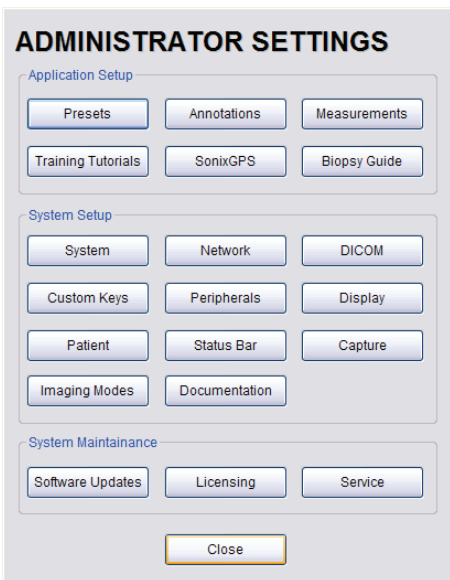 ADMINISTRATOR SETTINGS
Application Setup
Presets Annotations Measurements
Training Tutorials SonixGPS Biopsy Guide
System Setup
System Network DICOM
Custom Keys Peripherals Display
Patient Status Bar Capture
Imaging Modes Documentation
System Maintainance
Software Updates Licensing Service
Close